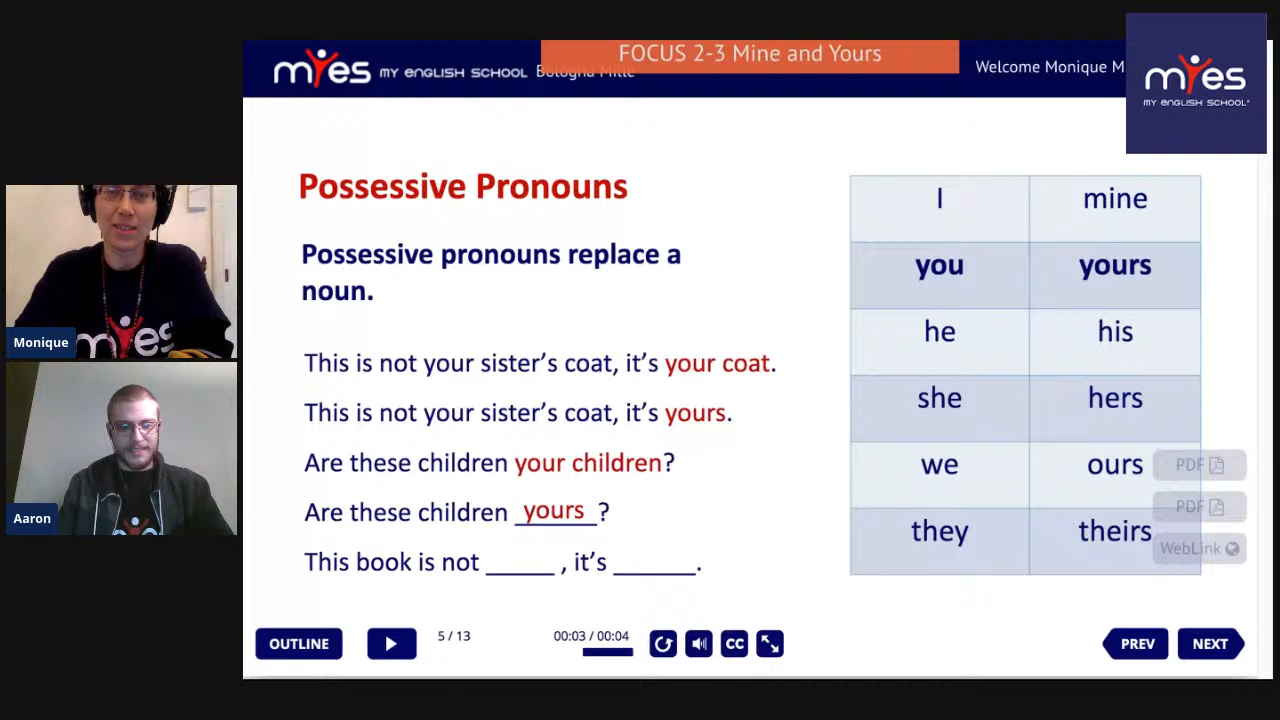 FOCUS 2-3 Mine and Yours
myes MY ENGLISH SCHOOL Bologna Mille
Welcome Monique M
myes
MY ENGLISH SCHOOL
Possessive Pronouns
Possessive pronouns replace a
noun.
This is not your sister's coat, it's your coat.
This is not your sister's coat, it's yours.
Are these children your children?
Are these children yours?
This book is not _____ , it's ______.
I mine
you yours
he his
she hers
we ours
they theirs
PDF
PDF
WebLink
myes
Monique
Aaron
OUTLINE
5 / 13
00:03 / 00:04
CC
PREV
NEXT